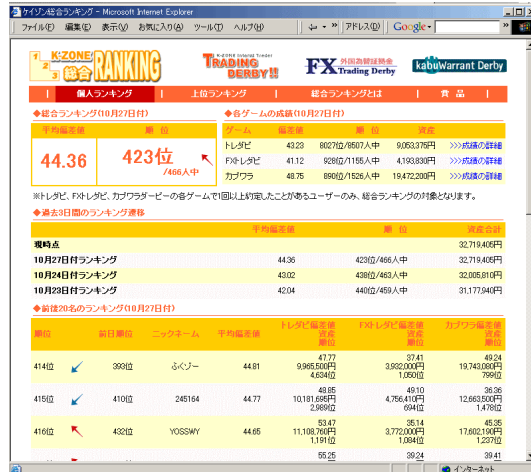 ケイゾン総合ランキング - Microsoft Internet Explorer
ファイル(F) 編集(E) 表示(V) お気に入り(A) ツール(T) ヘルプ(H) アドレス(D) Google
1 2 3 K-ZONE 総合 RANKING
K-ZONE Internet Trader TRADING DERBY!!
FX 外国為替証拠金 Trading Derby
kabu Warrant Derby
個人ランキング | 上位ランキング | 総合ランキングとは | 賞 品
◆総合ランキング(10月27日付)
平均偏差値 順 位
44.36 423位 /466人中
◆各ゲームの成績(10月27日付)
ゲーム 偏差値 順 位 資産
トレダビ 43.23 8027位/8507人中 9,053,375円 >>>成績の詳細
FXトレダビ 41.12 928位/1155人中 4,193,830円 >>>成績の詳細
カブワラ 48.75 890位/1526人中 19,472,200円 >>>成績の詳細
※トレダビ、FXトレダビ、カブワラダービーの各ゲームで1回以上約定したことがあるユーザーのみ、総合ランキングの対象となります。
◆過去3日間のランキング遷移
平均偏差値 順 位 資産合計
現時点 32,719,405円
10月27日付ランキング 44.36 423位/466人中 32,719,405円
10月24日付ランキング 43.02 438位/463人中 32,005,810円
10月23日付ランキング 42.04 440位/459人中 31,177,940円
◆前後20名のランキング(10月27日付)
順位 前日順位 ニックネーム 平均偏差値 トレダビ偏差値 資産 順位 FXトレダビ偏差値 資産 順位 カブワラ偏差値 資産 順位
414位 393位 ふくゾー 44.81 47.77 9,965,500円 4,634位 37.41 3,932,000円 1,050位 49.24 19,743,080円 799位
415位 410位 245164 44.77 48.85 10,181,695円 2,989位 49.10 4,756,410円 694位 36.36 12,663,500円 1,478位
416位 432位 YOSSWY 44.65 53.47 11,108,760円 1,191位 35.14 3,772,000円 1,084位 45.35 17,602,190円 1,237位
55.25 39.24 39.41
インターネット